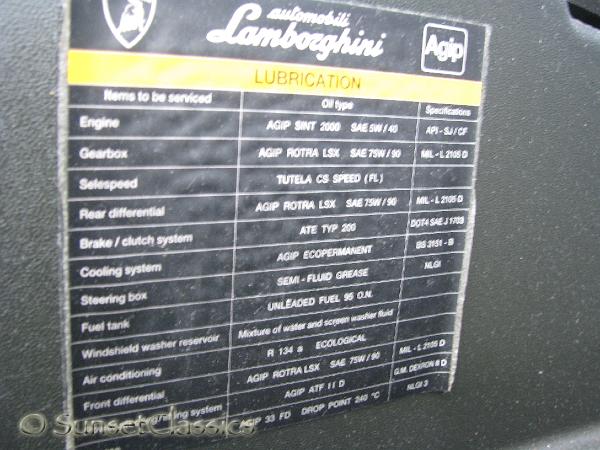 automobili
Lamborghini
Agip
LUBRICATION
Items to be serviced Oil type Specifications
Engine AGIP SINT 2000 SAE 5W/40 API - SJ / CF
Gearbox AGIP ROTRA LSX SAE 75W/90 MIL - L 2105 D
Selespeed TUTELA CS SPEED (FL)
Rear differential AGIP ROTRA LSX SAE 75W/90 MIL - L 2105 D
Brake / clutch system ATE TYP 200 DOT4 SAE J 1703
Cooling system AGIP ECOPERMANENT BS 3151 - B
Steering box SEMI - FLUID GREASE NLGI
Fuel tank UNLEADED FUEL 95 O.N.
Windshield washer reservoir Mixture of water and screen washer fluid
Air conditioning R 134 a ECOLOGICAL
Front differential AGIP ROTRA LSX SAE 75W/90 MIL - L 2105 D
system AGIP ATF II D G.M. DEXRON II D
AGIP 33 FD DROP POINT 240 °C NLGI 3
© SunsetClassics